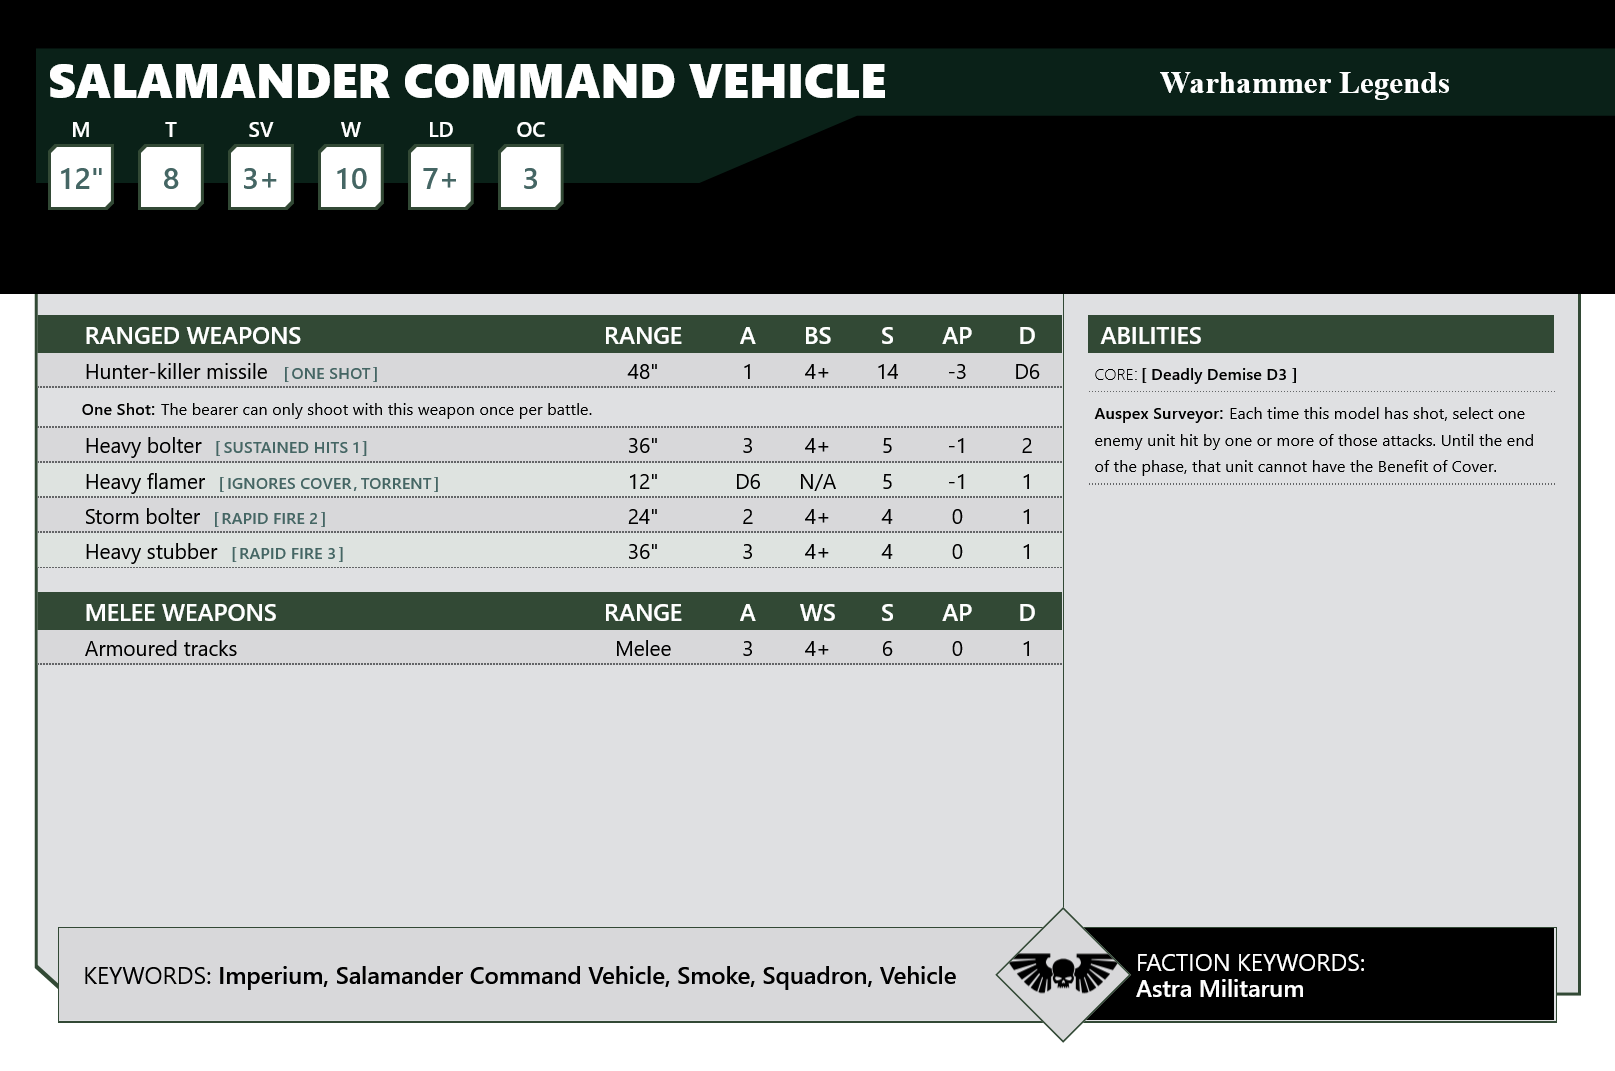 SALAMANDER COMMAND VEHICLE
Warhammer Legends
M T SV W LD OC
12" 8 3+ 10 7+ 3
RANGED WEAPONS RANGE A BS S AP D
Hunter-killer missile [ONE SHOT] 48" 1 4+ 14 -3 D6
One Shot: The bearer can only shoot with this weapon once per battle.
Heavy bolter [SUSTAINED HITS 1] 36" 3 4+ 5 -1 2
Heavy flamer [IGNORES COVER, TORRENT] 12" D6 N/A 5 -1 1
Storm bolter [RAPID FIRE 2] 24" 2 4+ 4 0 1
Heavy stubber [RAPID FIRE 3] 36" 3 4+ 4 0 1
MELEE WEAPONS RANGE A WS S AP D
Armoured tracks Melee 3 4+ 6 0 1
ABILITIES
CORE: [ Deadly Demise D3 ]
Auspex Surveyor: Each time this model has shot, select one
enemy unit hit by one or more of those attacks. Until the end
of the phase, that unit cannot have the Benefit of Cover.
KEYWORDS: Imperium, Salamander Command Vehicle, Smoke, Squadron, Vehicle
FACTION KEYWORDS:
Astra Militarum